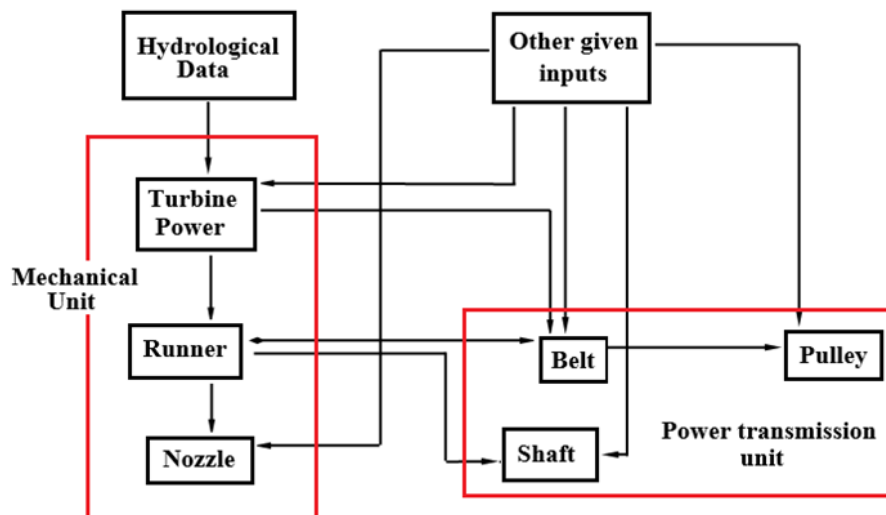 Hydrological
Data
Other given
inputs
Turbine
Power
Mechanical
Unit
Runner
Belt
Pulley
Nozzle
Shaft
Power transmission
unit